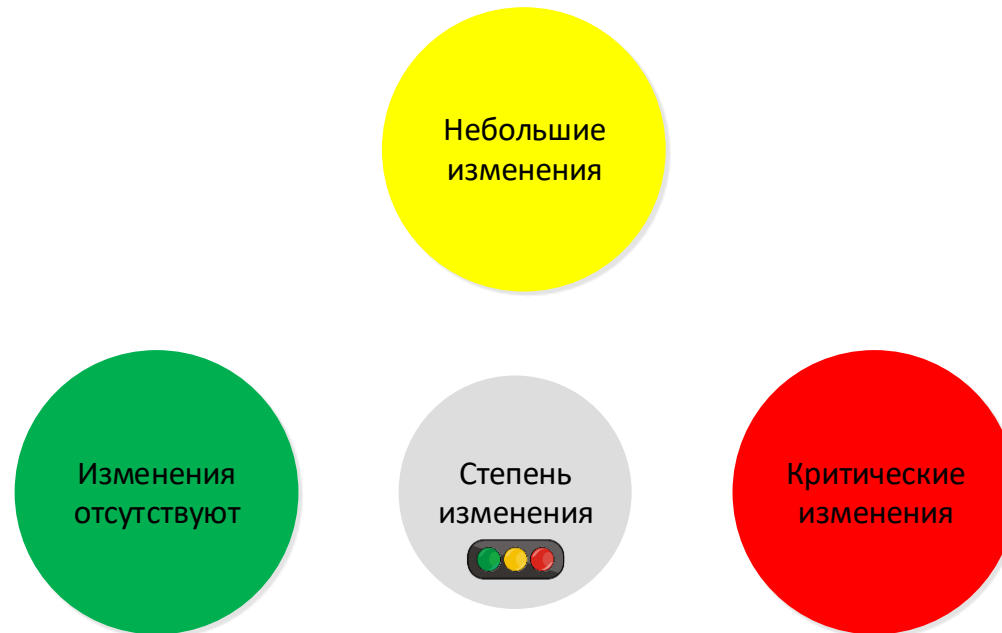 Небольшие
изменения
Изменения
отсутствуют
Степень
изменения
Критические
изменения